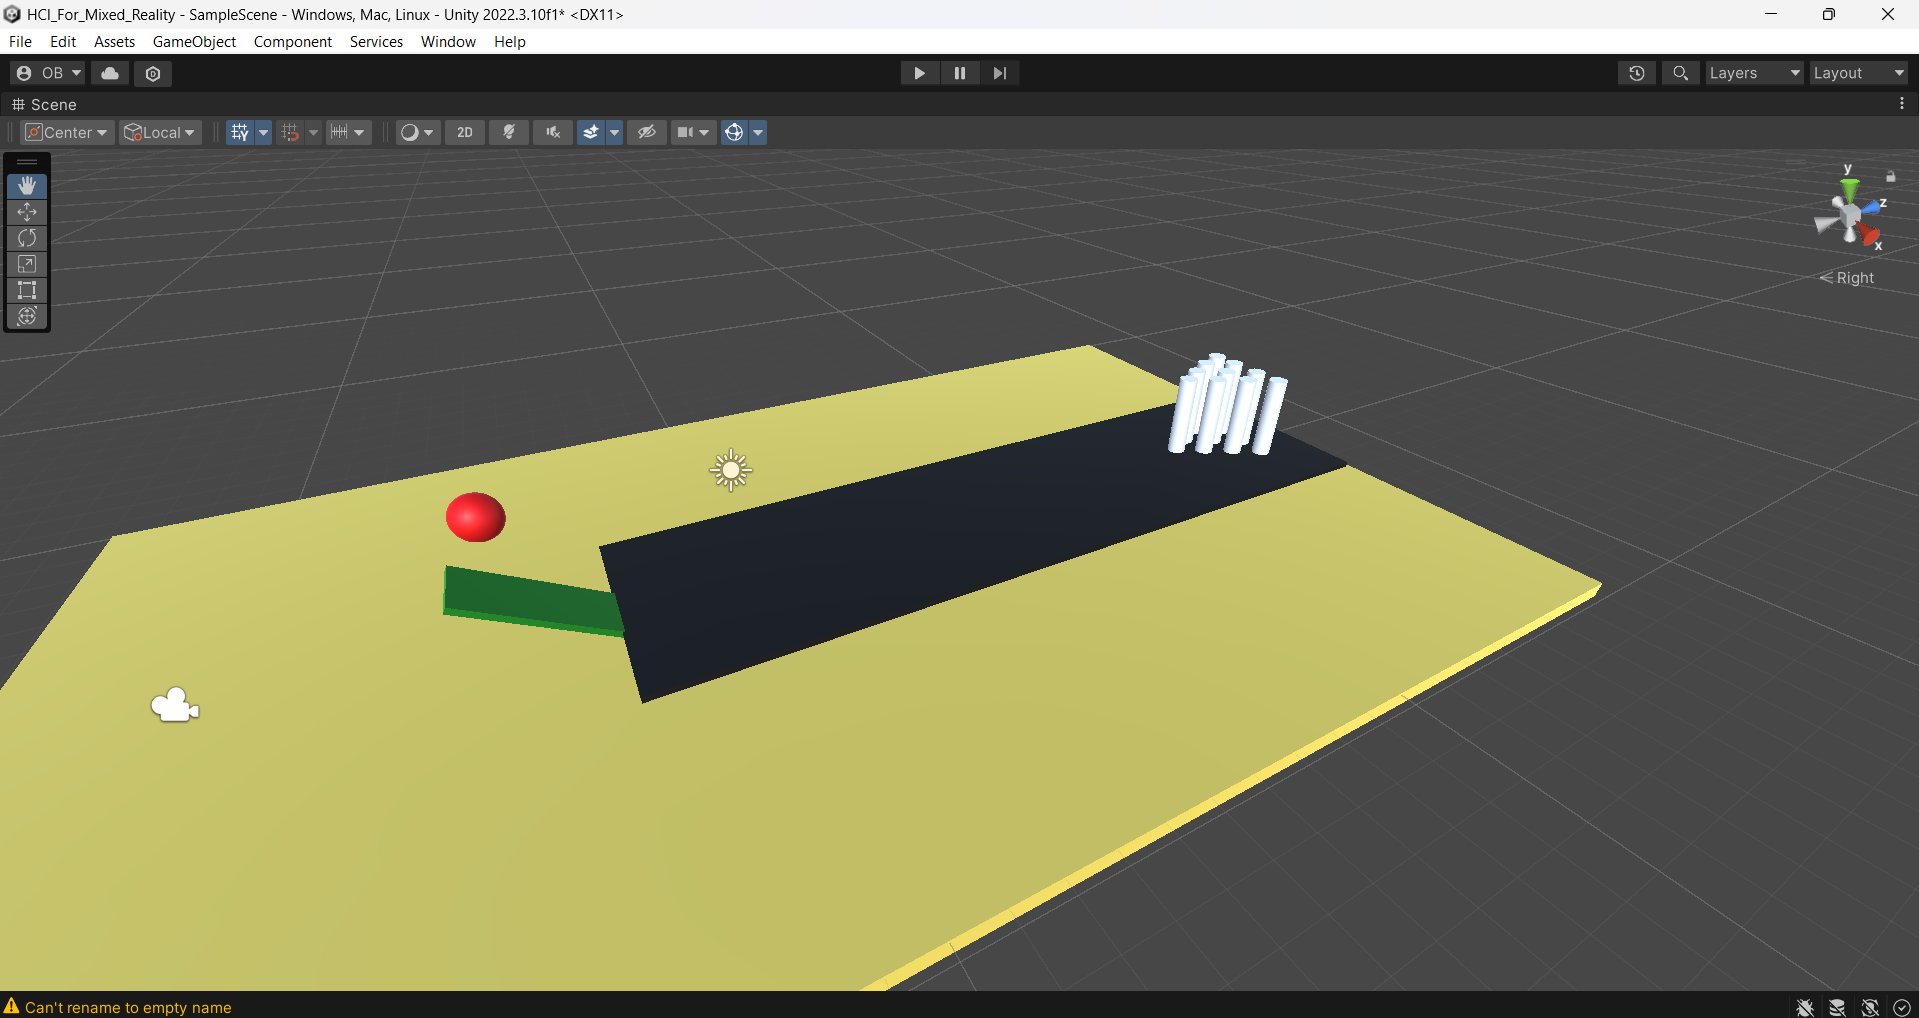 HCI_For_Mixed_Reality - SampleScene - Windows, Mac, Linux - Unity 2022.3.10f1* <DX11>
File Edit Assets GameObject Component Services Window Help
OB Layers Layout
Scene
Center Local 2D
y
z
x
Right
Can't rename to empty name